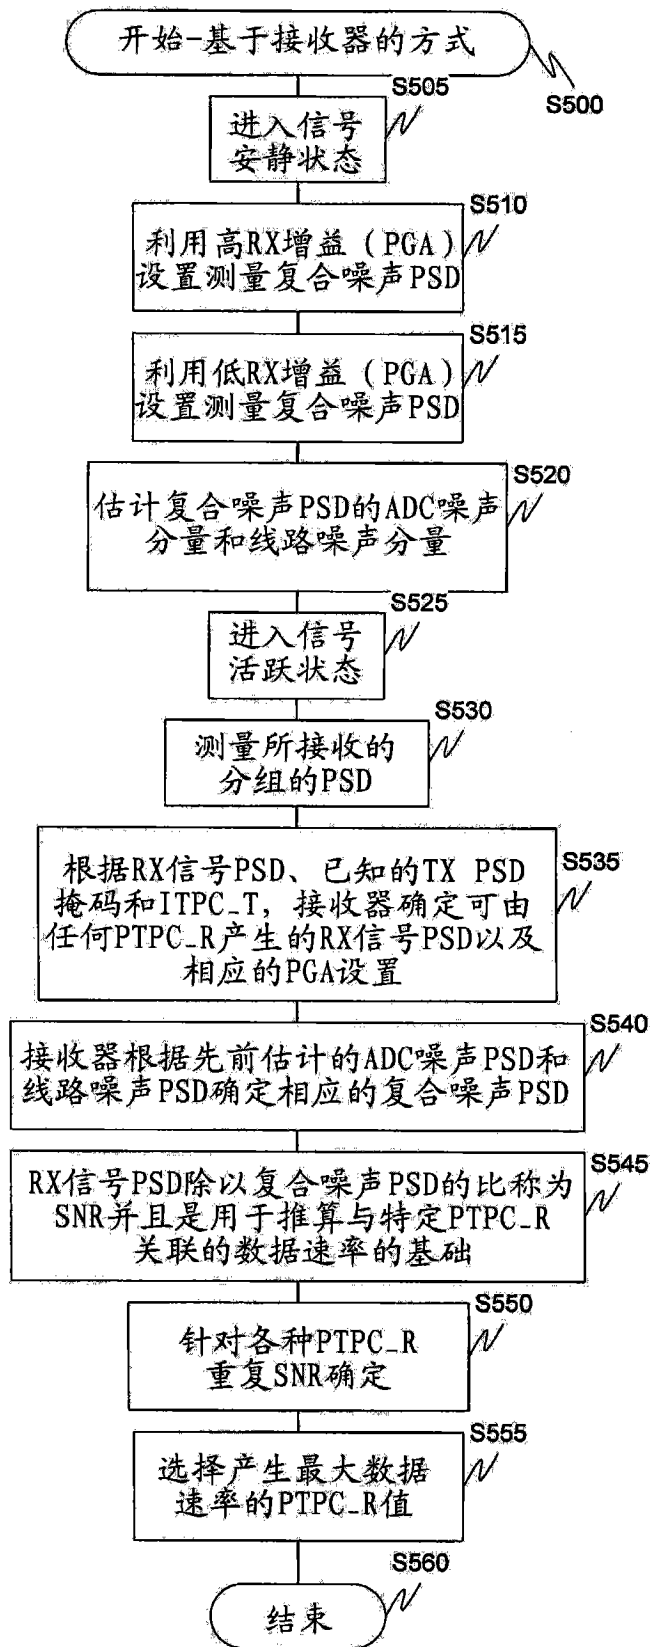 开始-基于接收器的方式
S500
S505
进入信号
安静状态
S510
利用高RX增益（PGA）
设置测量复合噪声PSD
S515
利用低RX增益（PGA）
设置测量复合噪声PSD
S520
估计复合噪声PSD的ADC噪声
分量和线路噪声分量
S525
进入信号
活跃状态
S530
测量所接收的
分组的PSD
S535
根据RX信号PSD、已知的TX PSD
掩码和ITPC_T，接收器确定可由
任何PTPC_R产生的RX信号PSD以及
相应的PGA设置
S540
接收器根据先前估计的ADC噪声PSD和
线路噪声PSD确定相应的复合噪声PSD
S545
RX信号PSD除以复合噪声PSD的比称为
SNR并且是用于推算与特定PTPC_R
关联的数据速率的基础
S550
针对各种PTPC_R
重复SNR确定
S555
选择产生最大数据
速率的PTPC_R值
S560
结束